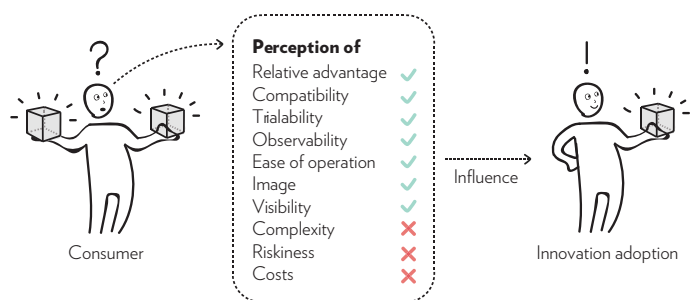 ?
!
Perception of
Relative advantage
Compatibility
Trialability
Observability
Ease of operation
Image
Visibility
Complexity
Riskiness
Costs
Influence
Consumer
Innovation adoption